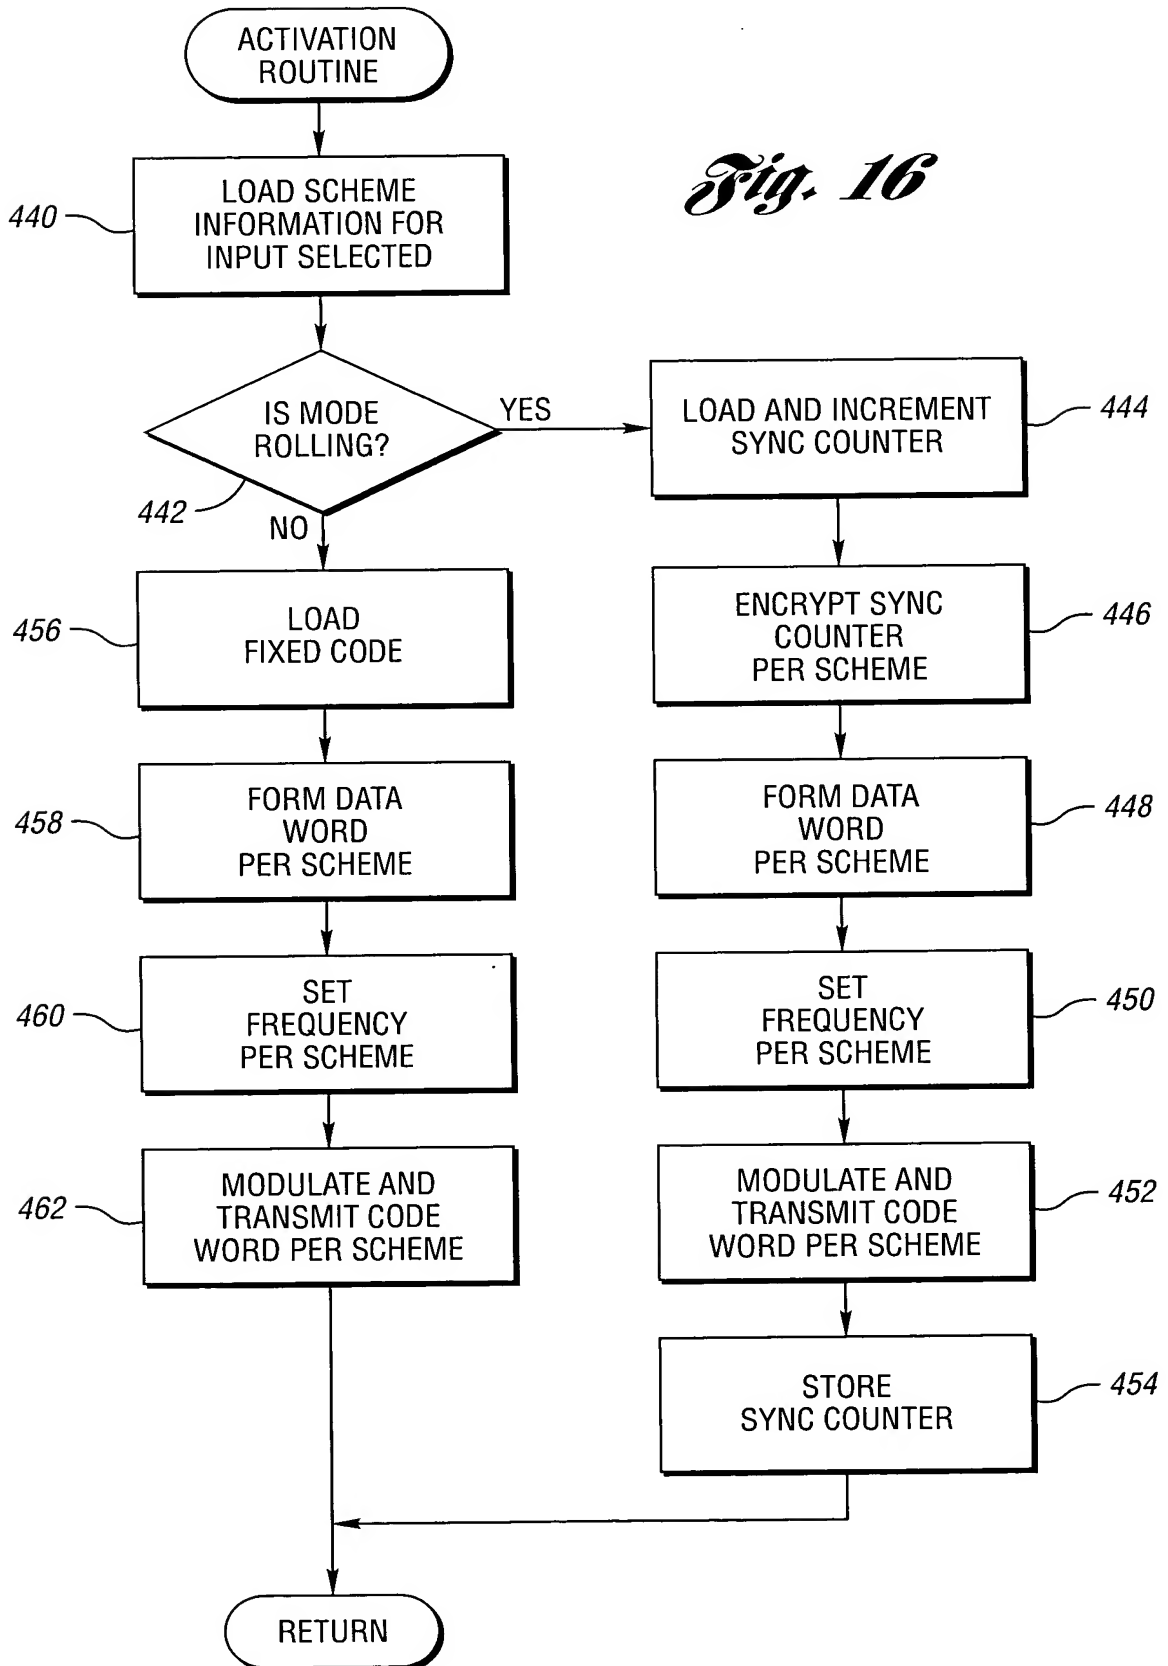 ACTIVATION
ROUTINE
Fig. 16
440
LOAD SCHEME
INFORMATION FOR
INPUT SELECTED
442
IS MODE
ROLLING?
YES
NO
444
LOAD AND INCREMENT
SYNC COUNTER
446
ENCRYPT SYNC
COUNTER
PER SCHEME
448
FORM DATA
WORD
PER SCHEME
450
SET
FREQUENCY
PER SCHEME
452
MODULATE AND
TRANSMIT CODE
WORD PER SCHEME
454
STORE
SYNC COUNTER
456
LOAD
FIXED CODE
458
FORM DATA
WORD
PER SCHEME
460
SET
FREQUENCY
PER SCHEME
462
MODULATE AND
TRANSMIT CODE
WORD PER SCHEME
RETURN